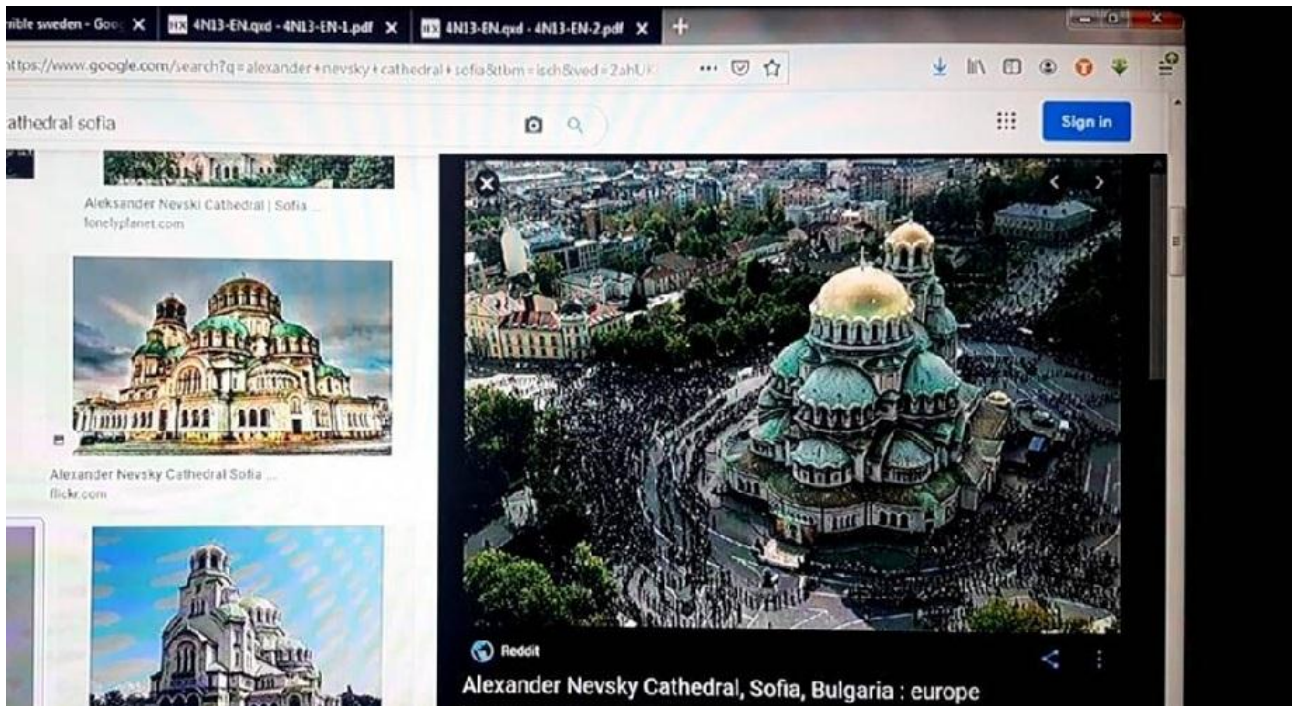 sweden - Goo
4N13-EN.qxd - 4N13-EN-1.pdf
4N13-EN.qxd - 4N13-EN-2.pdf
https://www.google.com/search?q=alexander+nevsky+cathedral+sofia&tbm=isch&ved=2ahUK
athedral sofia
Sign in
Aleksander Nevski Cathedral | Sofia ...
lonelyplanet.com
Alexander Nevsky Cathedral Sofia ...
flickr.com
Reddit
Alexander Nevsky Cathedral, Sofia, Bulgaria : europe